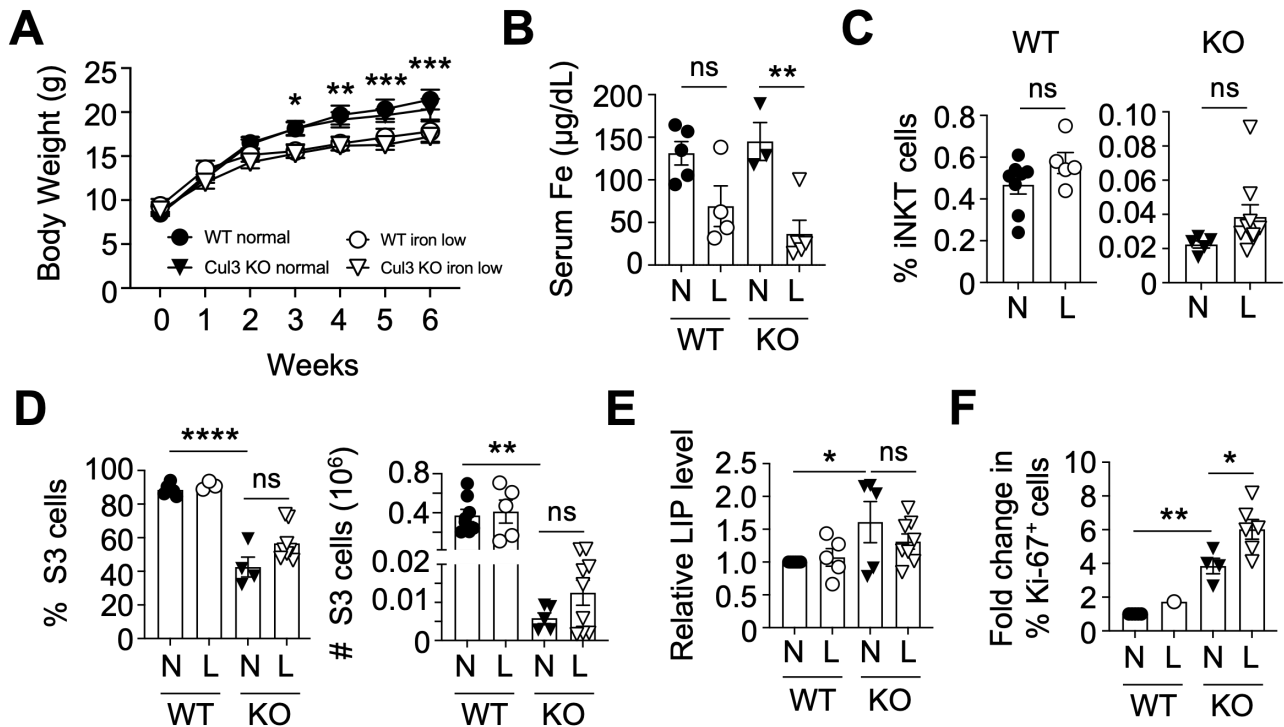 A
Body Weight (g)
25
20
15
10
5
0
*
**
***
***
WT normal
WT iron low
Cul3 KO normal
Cul3 KO iron low
0 1 2 3 4 5 6
Weeks
B
Serum Fe (µg/dL)
200
150
100
50
0
ns
**
N L N L
WT KO
C
WT KO
% iNKT cells
0.8
0.6
0.4
0.2
0
ns
N L
0.10
0.08
0.06
0.04
0.02
0
ns
N L
D
% S3 cells
100
80
60
40
20
0
****
ns
N L N L
WT KO
# S3 cells (10⁶)
0.8
0.4
0.02
0.01
0
**
ns
N L N L
WT KO
E
Relative LIP level
2.5
2.0
1.5
1.0
0.5
0
*
ns
N L N L
WT KO
F
Fold change in
% Ki-67⁺ cells
10
8
6
4
2
0
**
*
N L N L
WT KO